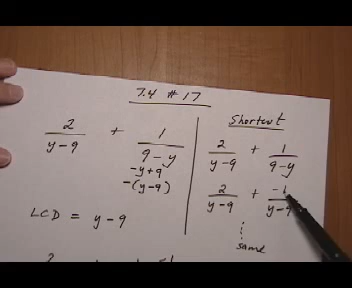 7.4 # 17
2/(y-9) + 1/(9-y)
-y+9
-(y-9)
LCD = y-9
Shortcut
2/(y-9) + 1/(9-y)
2/(y-9) + -1/(y-9)
same